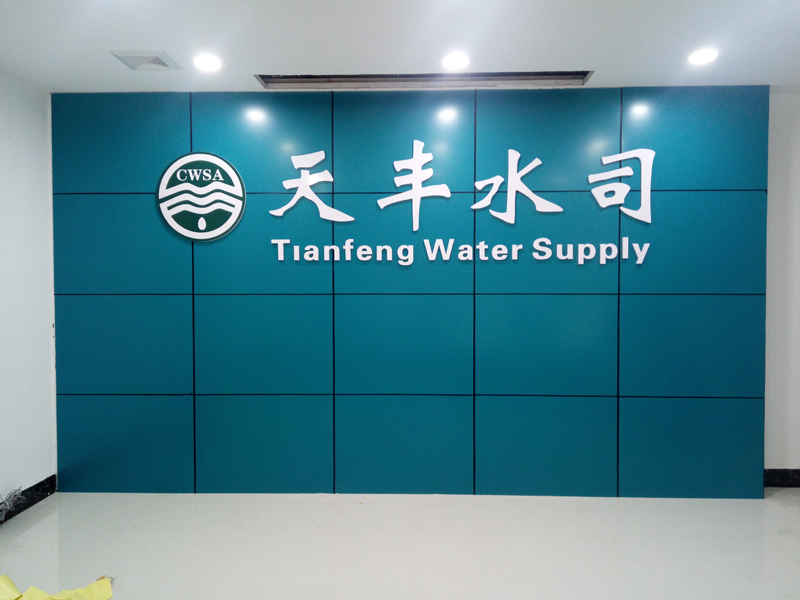 CWSA
天丰水司
Tianfeng Water Supply